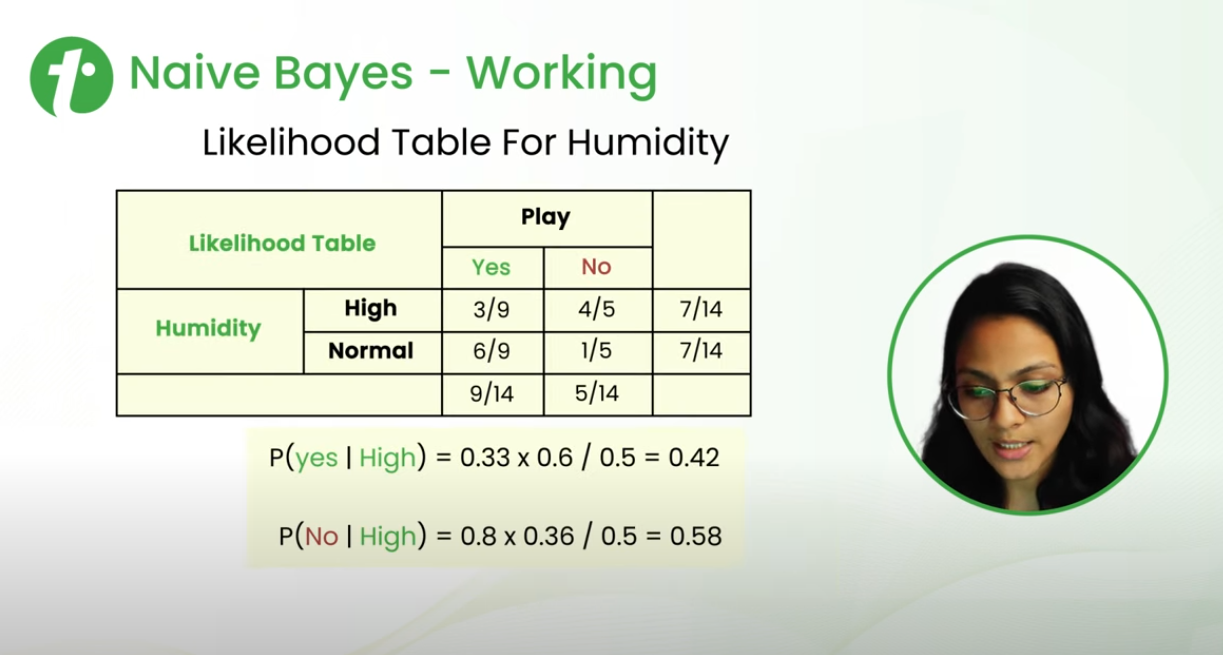 Naive Bayes - Working
Likelihood Table For Humidity
Likelihood Table
Play
Yes No
Humidity
High 3/9 4/5 7/14
Normal 6/9 1/5 7/14
9/14 5/14
P(yes | High) = 0.33 x 0.6 / 0.5 = 0.42
P(No | High) = 0.8 x 0.36 / 0.5 = 0.58